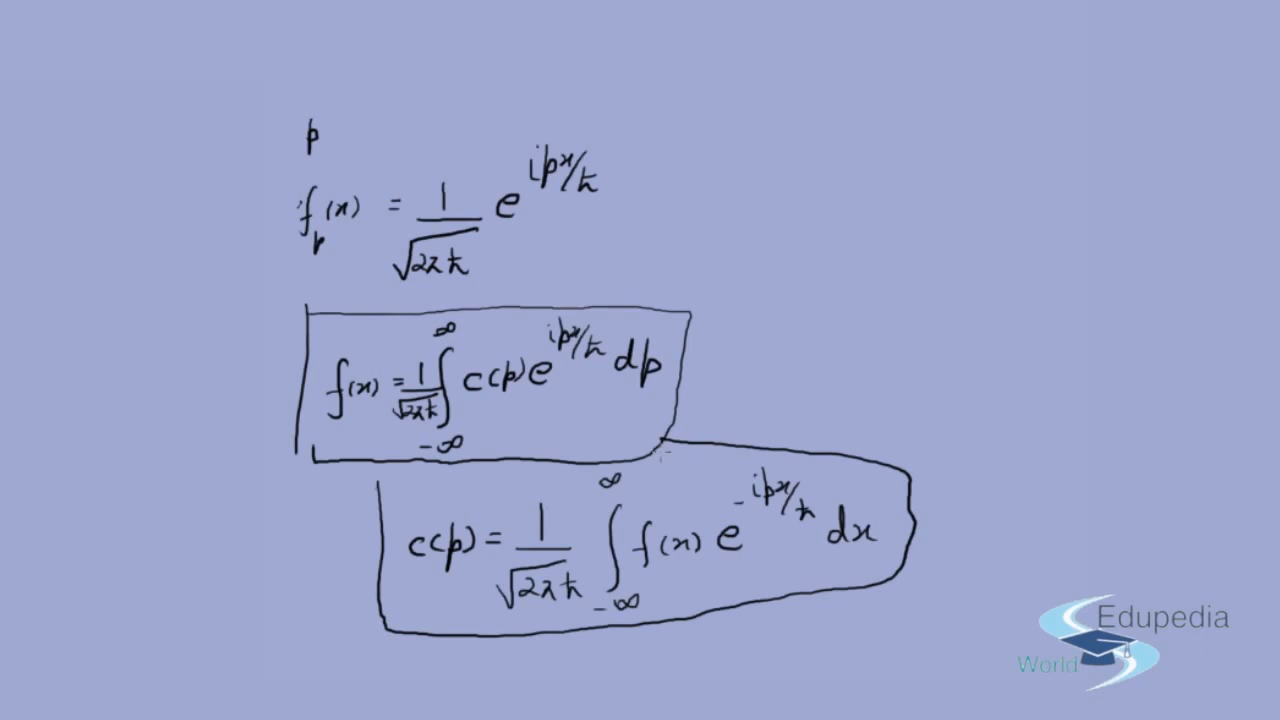 p
f_p(x) = 1/√(2πħ) e^{ipx/ħ}
f(x) = 1/√(2πħ) ∫_{-∞}^{∞} c(p) e^{ipx/ħ} dp
c(p) = 1/√(2πħ) ∫_{-∞}^{∞} f(x) e^{-ipx/ħ} dx
Edupedia
World